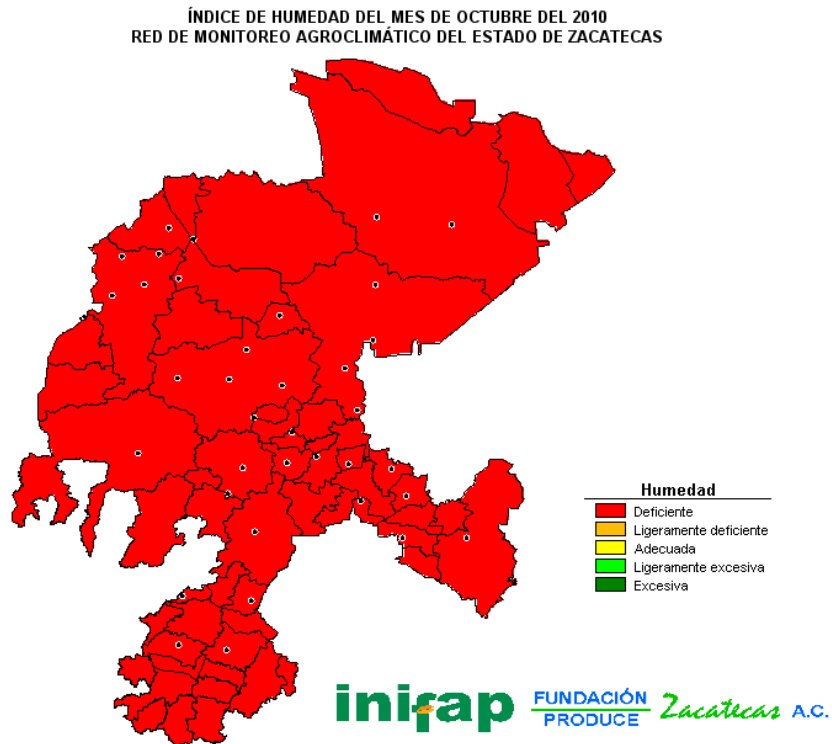 ÍNDICE DE HUMEDAD DEL MES DE OCTUBRE DEL 2010
RED DE MONITOREO AGROCLIMÁTICO DEL ESTADO DE ZACATECAS
Humedad
Deficiente
Ligeramente deficiente
Adecuada
Ligeramente excesiva
Excesiva
inifap
FUNDACIÓN
PRODUCE
Zacatecas A.C.